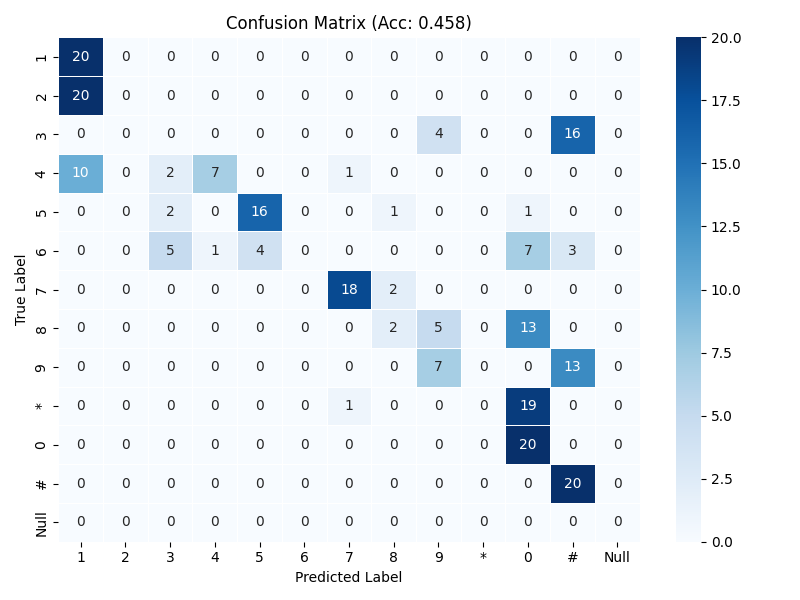 Confusion Matrix (Acc: 0.458)
1 20 0 0 0 0 0 0 0 0 0 0 0 0
2 20 0 0 0 0 0 0 0 0 0 0 0 0
3 0 0 0 0 0 0 0 0 4 0 0 16 0
4 10 0 2 7 0 0 1 0 0 0 0 0 0
5 0 0 2 0 16 0 0 1 0 0 1 0 0
6 0 0 5 1 4 0 0 0 0 0 7 3 0
7 0 0 0 0 0 0 18 2 0 0 0 0 0
8 0 0 0 0 0 0 0 2 5 0 13 0 0
9 0 0 0 0 0 0 0 0 7 0 0 13 0
* 0 0 0 0 0 0 1 0 0 0 19 0 0
0 0 0 0 0 0 0 0 0 0 0 20 0 0
# 0 0 0 0 0 0 0 0 0 0 0 20 0
Null 0 0 0 0 0 0 0 0 0 0 0 0 0
1 2 3 4 5 6 7 8 9 * 0 # Null
Predicted Label
True Label
20.0
17.5
15.0
12.5
10.0
7.5
5.0
2.5
0.0